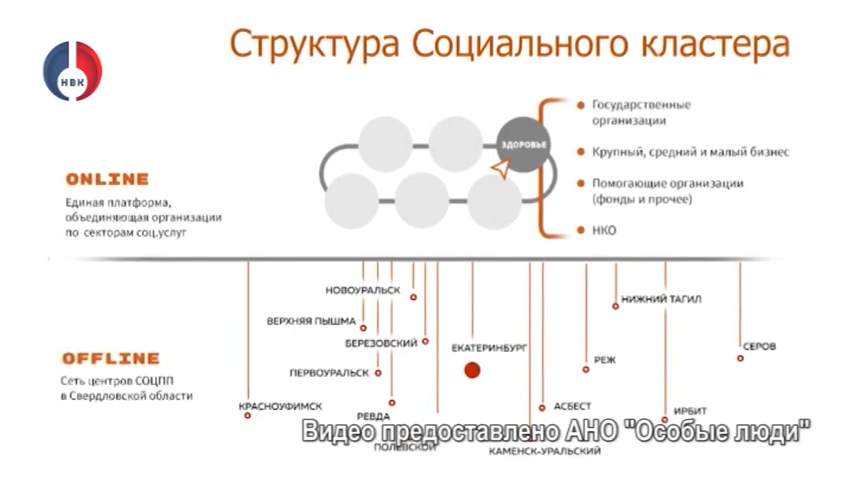 Структура Социального кластера
НВК
ЗДОРОВЬЕ
Государственные
организации
Крупный, средний и малый бизнес
Помогающие организации
(фонды и прочее)
НКО
ONLINE
Единая платформа,
объединяющая организации
по секторам соц.услуг
НОВОУРАЛЬСК
НИЖНИЙ ТАГИЛ
ВЕРХНЯЯ ПЫШМА
БЕРЕЗОВСКИЙ
ЕКАТЕРИНБУРГ
СЕРОВ
OFFLINE
Сеть центров СОЦПП
в Свердловской области
ПЕРВОУРАЛЬСК
РЕЖ
КРАСНОУФИМСК
РЕВДА
АСБЕСТ
ИРБИТ
Видео предоставлено АНО "Особые люди"
ПОЛЕВСКОЙ
КАМЕНСК-УРАЛЬСКИЙ